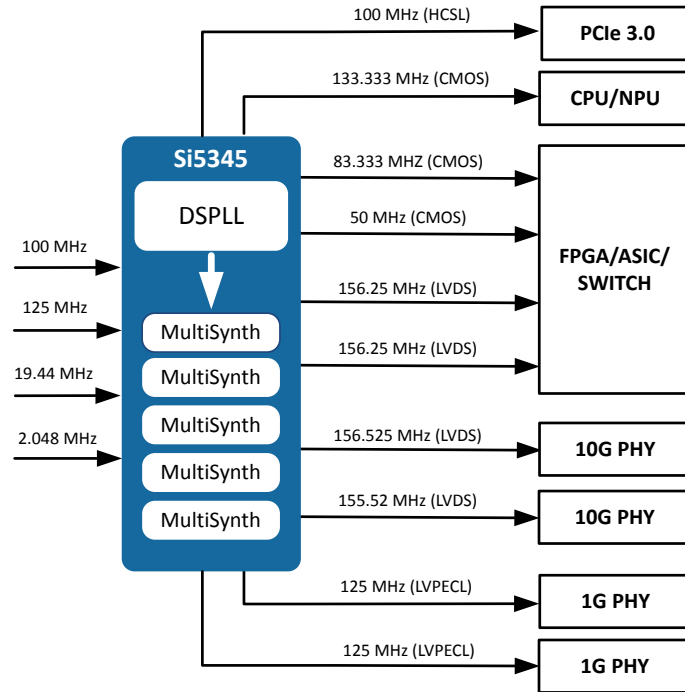 100 MHz (HCSL)
PCIe 3.0
133.333 MHz (CMOS)
CPU/NPU
Si5345
DSPLL
83.333 MHZ (CMOS)
50 MHz (CMOS)
FPGA/ASIC/
SWITCH
100 MHz
125 MHz
19.44 MHz
2.048 MHz
156.25 MHz (LVDS)
156.25 MHz (LVDS)
MultiSynth
MultiSynth
MultiSynth
MultiSynth
MultiSynth
156.525 MHz (LVDS)
10G PHY
155.52 MHz (LVDS)
10G PHY
125 MHz (LVPECL)
1G PHY
125 MHz (LVPECL)
1G PHY